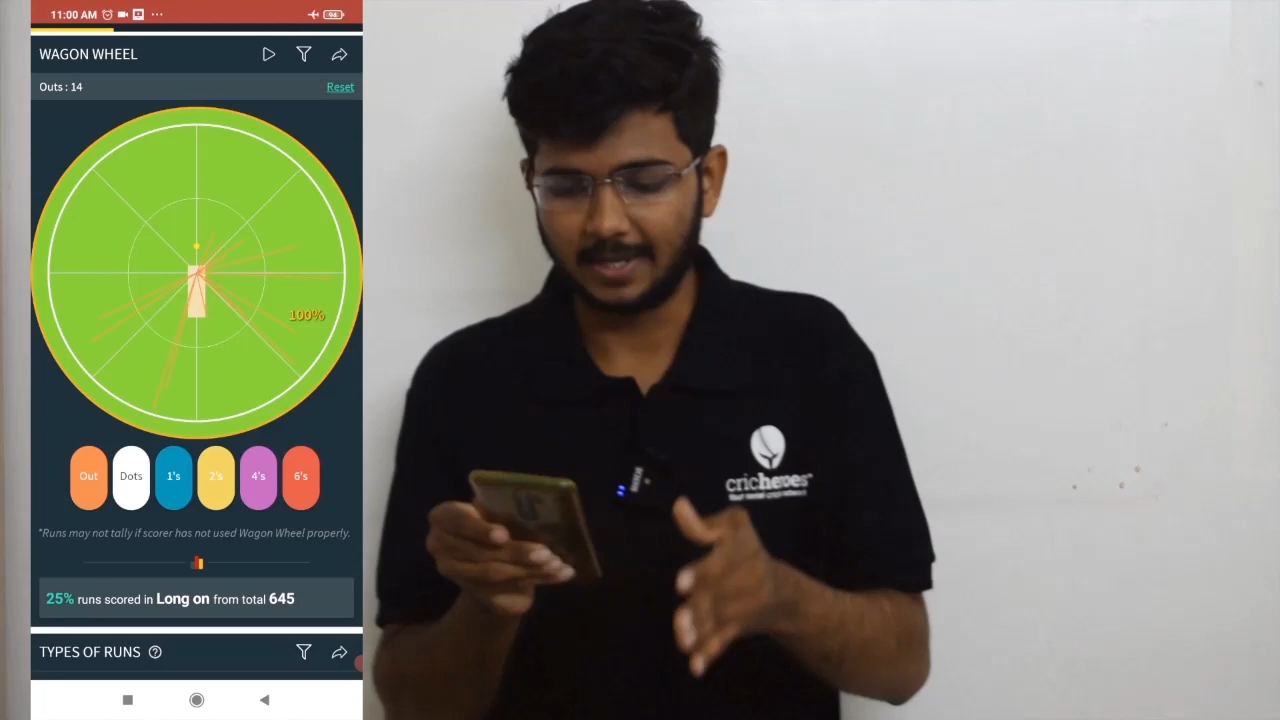 11:00 AM
94
WAGON WHEEL
Outs : 14
Reset
100%
Out
Dots
1's
2's
4's
6's
*Runs may not tally if scorer has not used Wagon Wheel properly.
25% runs scored in Long on from total 645
TYPES OF RUNS
cricheroes™